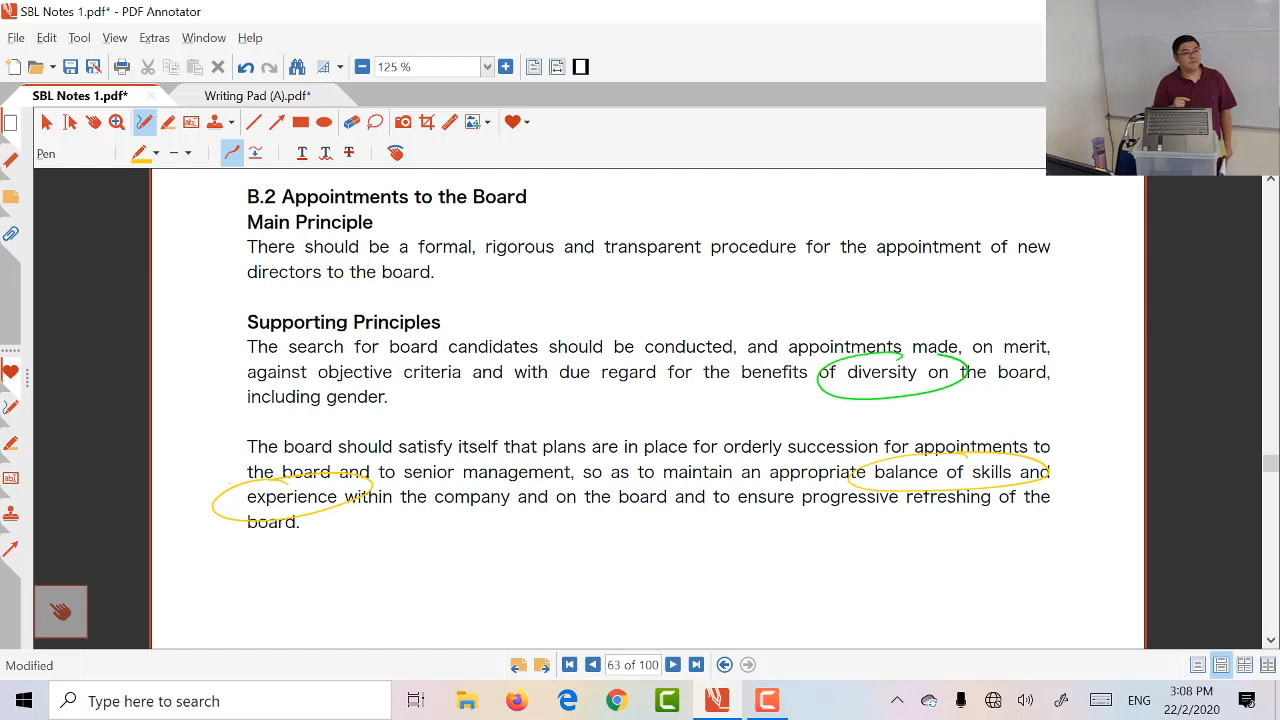 SBL Notes 1.pdf* - PDF Annotator
File Edit Tool View Extras Window Help
125 %
SBL Notes 1.pdf* Writing Pad (A).pdf*
Pen
B.2 Appointments to the Board
Main Principle
There should be a formal, rigorous and transparent procedure for the appointment of new
directors to the board.
Supporting Principles
The search for board candidates should be conducted, and appointments made, on merit,
against objective criteria and with due regard for the benefits of diversity on the board,
including gender.
The board should satisfy itself that plans are in place for orderly succession for appointments to
the board and to senior management, so as to maintain an appropriate balance of skills and
experience within the company and on the board and to ensure progressive refreshing of the
board.
Modified
63 of 100
Type here to search
ENG
3:08 PM
22/2/2020